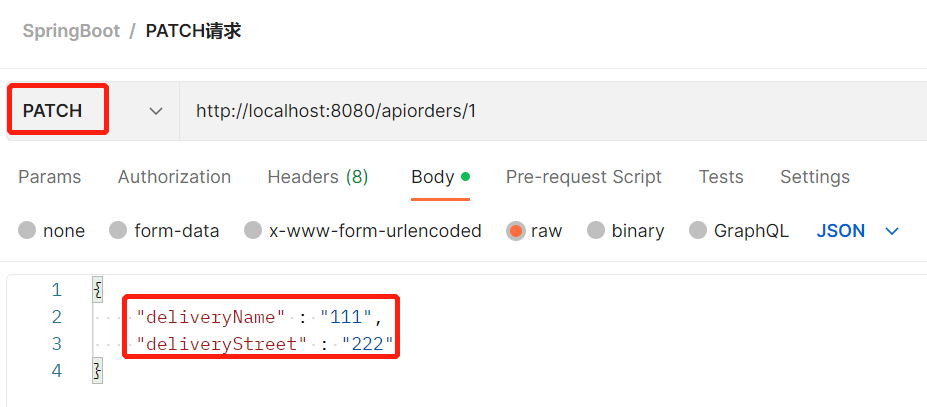 SpringBoot / PATCH请求
PATCH http://localhost:8080/apiorders/1
Params Authorization Headers (8) Body Pre-request Script Tests Settings
none form-data x-www-form-urlencoded raw binary GraphQL JSON
1 {
2 "deliveryName" : "111",
3 "deliveryStreet" : "222"
4 }